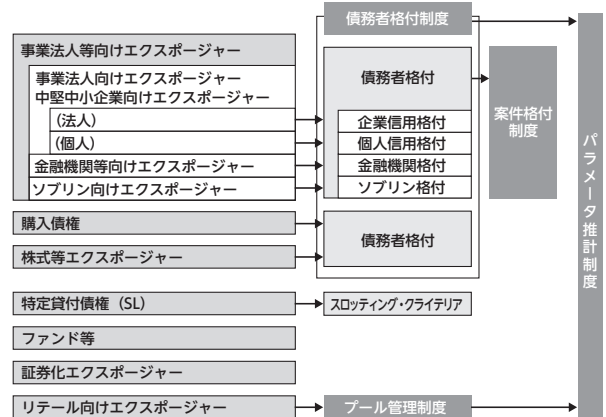 債務者格付制度
事業法人等向けエクスポージャー
事業法人向けエクスポージャー
中堅中小企業向けエクスポージャー
(法人)
(個人)
金融機関等向けエクスポージャー
ソブリン向けエクスポージャー
債務者格付
企業信用格付
個人信用格付
金融機関格付
ソブリン格付
案件格付
制度
パラメータ推計制度
購入債権
株式等エクスポージャー
債務者格付
特定貸付債権(SL)
スロッティング・クライテリア
ファンド等
証券化エクスポージャー
リテール向けエクスポージャー
プール管理制度